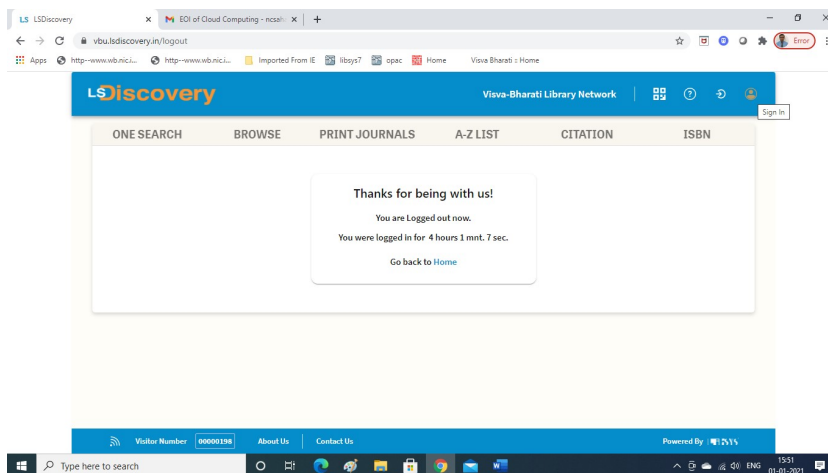 LS LSDiscovery
EOI of Cloud Computing - ncsah
vbu.lsdiscovery.in/logout
Error
Apps
http--www.wb.nic.i...
http--www.wb.nic.i...
Imported From IE
libsys7
opac
Home
Visva Bharati :: Home
LSDiscovery
Visva-Bharati Library Network
Sign In
ONE SEARCH BROWSE PRINT JOURNALS A-Z LIST CITATION ISBN
Thanks for being with us!
You are Logged out now.
You were logged in for 4 hours 1 mnt. 7 sec.
Go back to Home
Visitor Number 00000198 About Us Contact Us Powered By
Type here to search
ENG
15:51
01-01-2021